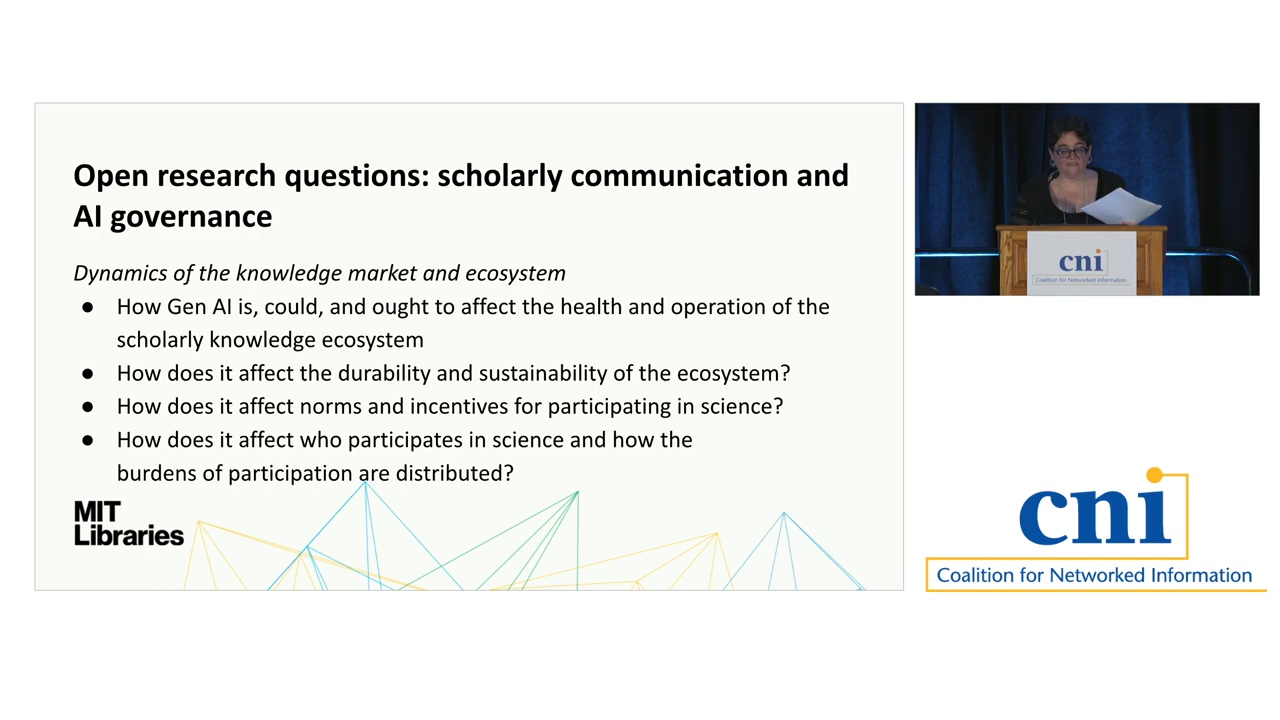 Open research questions: scholarly communication and
AI governance
Dynamics of the knowledge market and ecosystem
● How Gen AI is, could, and ought to affect the health and operation of the
scholarly knowledge ecosystem
● How does it affect the durability and sustainability of the ecosystem?
● How does it affect norms and incentives for participating in science?
● How does it affect who participates in science and how the
burdens of participation are distributed?
MIT
Libraries
cni
Coalition for Networked Information
cni
Coalition for Networked Information